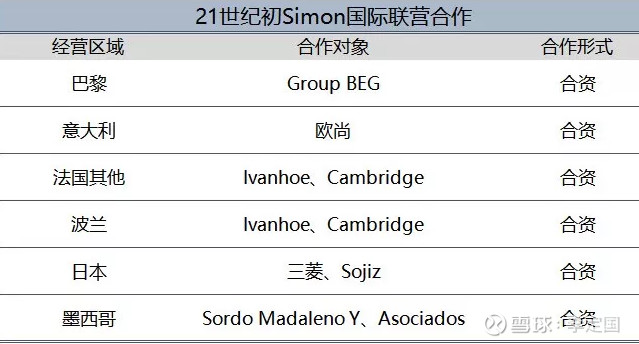 21世纪初Simon国际联营合作
经营区域 合作对象 合作形式
巴黎 Group BEG 合资
意大利 欧尚 合资
法国其他 Ivanhoe、Cambridge 合资
波兰 Ivanhoe、Cambridge 合资
日本 三菱、Sojiz 合资
墨西哥 Sordo Madaleno Y、Asociados 合资
雪球：李定国